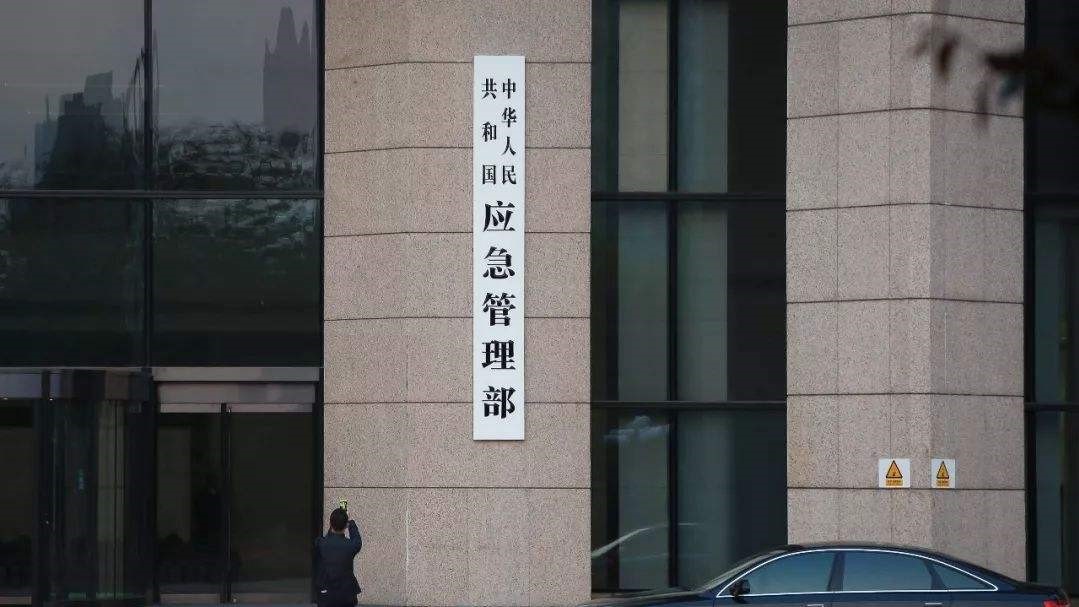 中华人民
共和国
应急管理部